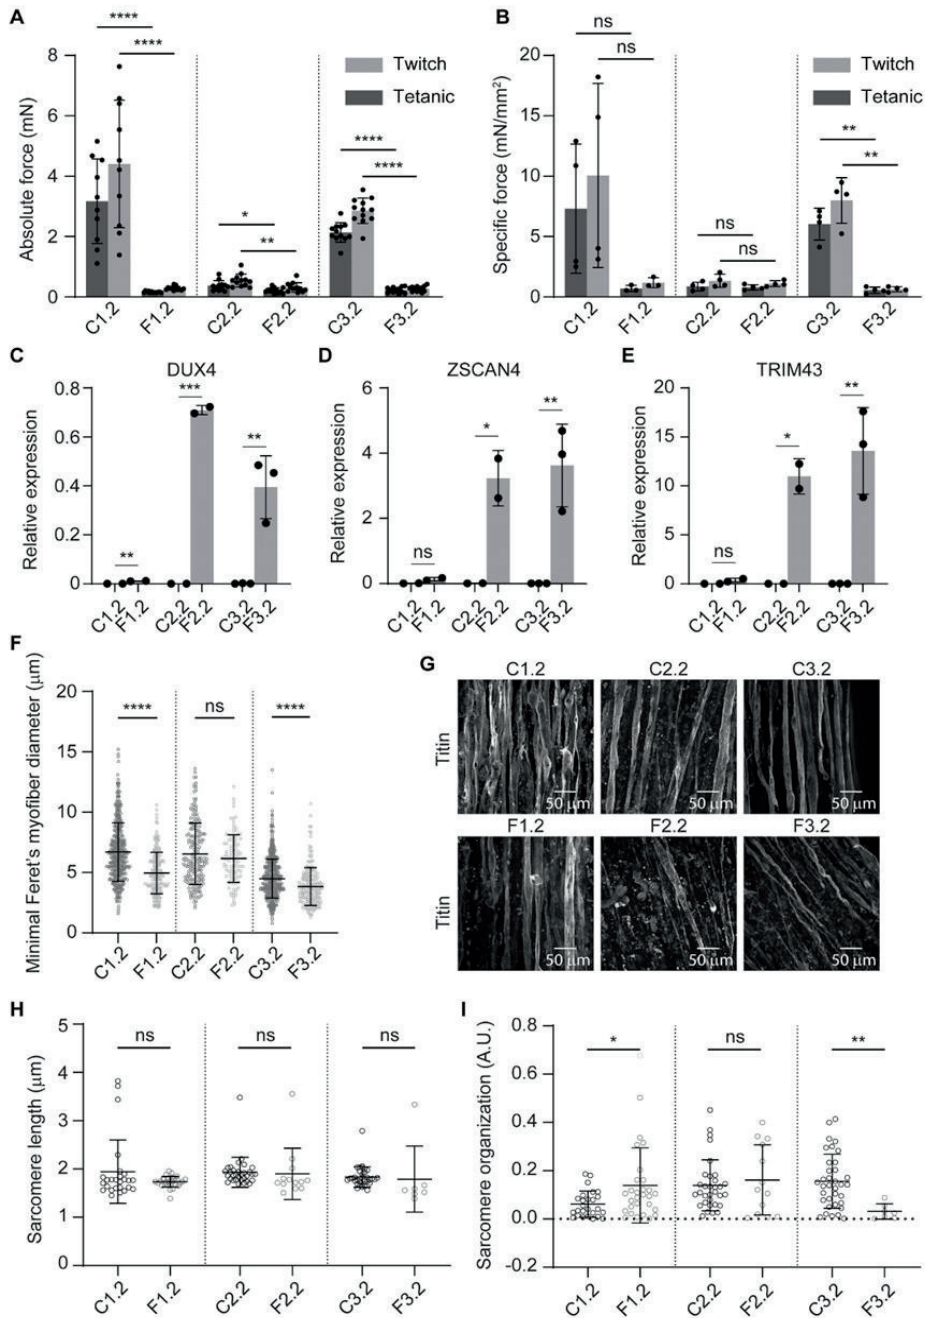 A
B
**** ****
* **
**** ****
Absolute force (mN)
8
6
4
2
0
Twitch
Tetanic
C1.2 F1.2 C2.2 F2.2 C3.2 F3.2
ns ns
ns ns
** **
Specific force (mN/mm²)
20
15
10
5
0
Twitch
Tetanic
C1.2 F1.2 C2.2 F2.2 C3.2 F3.2
C
DUX4
Relative expression
0.8
0.6
0.4
0.2
0
** *** **
C1.2 F1.2 C2.2 F2.2 C3.2 F3.2
D
ZSCAN4
Relative expression
6
4
2
0
ns * **
C1.2 F1.2 C2.2 F2.2 C3.2 F3.2
E
TRIM43
Relative expression
20
15
10
5
0
ns * **
C1.2 F1.2 C2.2 F2.2 C3.2 F3.2
F
Minimal Feret's myofiber diameter (μm)
20
15
10
5
0
**** ns ****
C1.2 F1.2 C2.2 F2.2 C3.2 F3.2
G
C1.2 C2.2 C3.2
Titin
50 μm 50 μm 50 μm
F1.2 F2.2 F3.2
Titin
50 μm 50 μm 50 μm
H
Sarcomere length (μm)
5
4
3
2
1
0
ns ns ns
C1.2 F1.2 C2.2 F2.2 C3.2 F3.2
I
Sarcomere organization (A.U.)
0.8
0.6
0.4
0.2
0.0
-0.2
* ns **
C1.2 F1.2 C2.2 F2.2 C3.2 F3.2